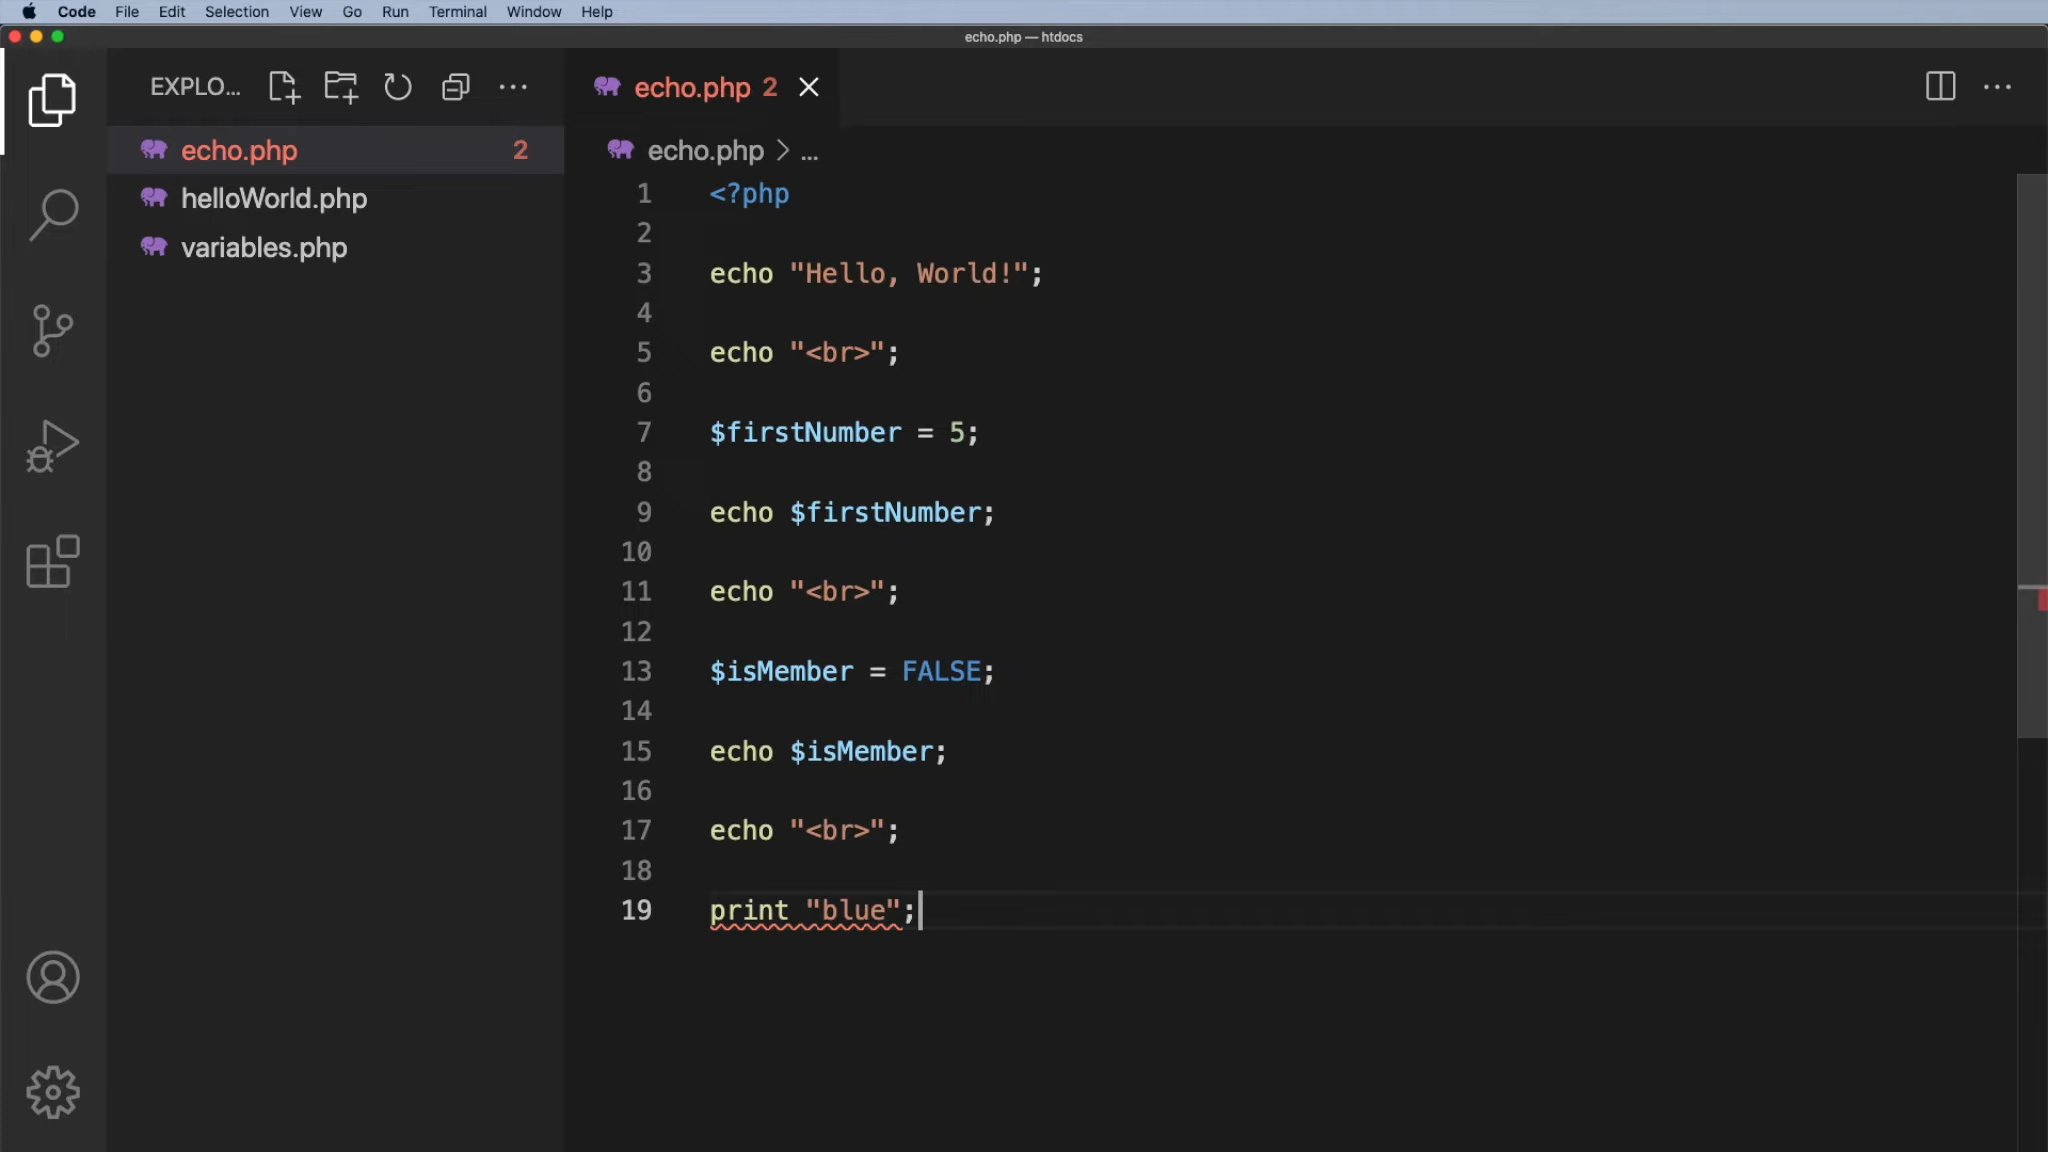 Code File Edit Selection View Go Run Terminal Window Help
echo.php — htdocs
EXPLO...
echo.php 2
helloWorld.php
variables.php
echo.php 2
echo.php > ...
1 <?php
2
3 echo "Hello, World!";
4
5 echo "<br>";
6
7 $firstNumber = 5;
8
9 echo $firstNumber;
10
11 echo "<br>";
12
13 $isMember = FALSE;
14
15 echo $isMember;
16
17 echo "<br>";
18
19 print "blue";